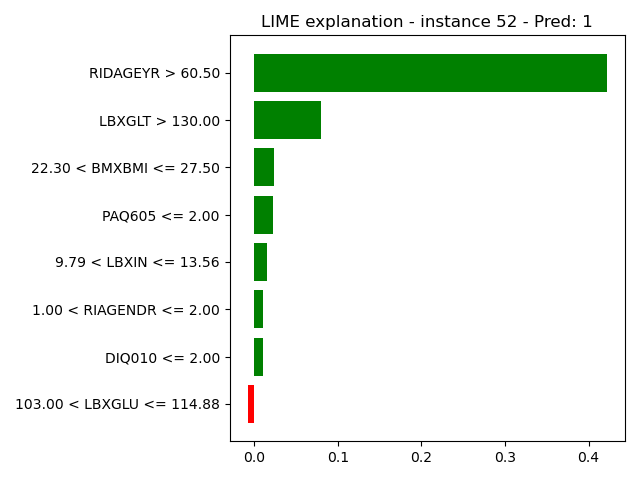 LIME explanation - instance 52 - Pred: 1
RIDAGEYR > 60.50
LBXGLT > 130.00
22.30 < BMXBMI <= 27.50
PAQ605 <= 2.00
9.79 < LBXIN <= 13.56
1.00 < RIAGENDR <= 2.00
DIQ010 <= 2.00
103.00 < LBXGLU <= 114.88
0.0 0.1 0.2 0.3 0.4